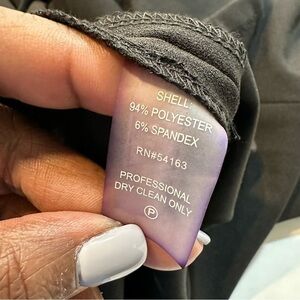 SHELL:
94% POLYESTER
6% SPANDEX
RN#54163
PROFESSIONAL
DRY CLEAN ONLY
P